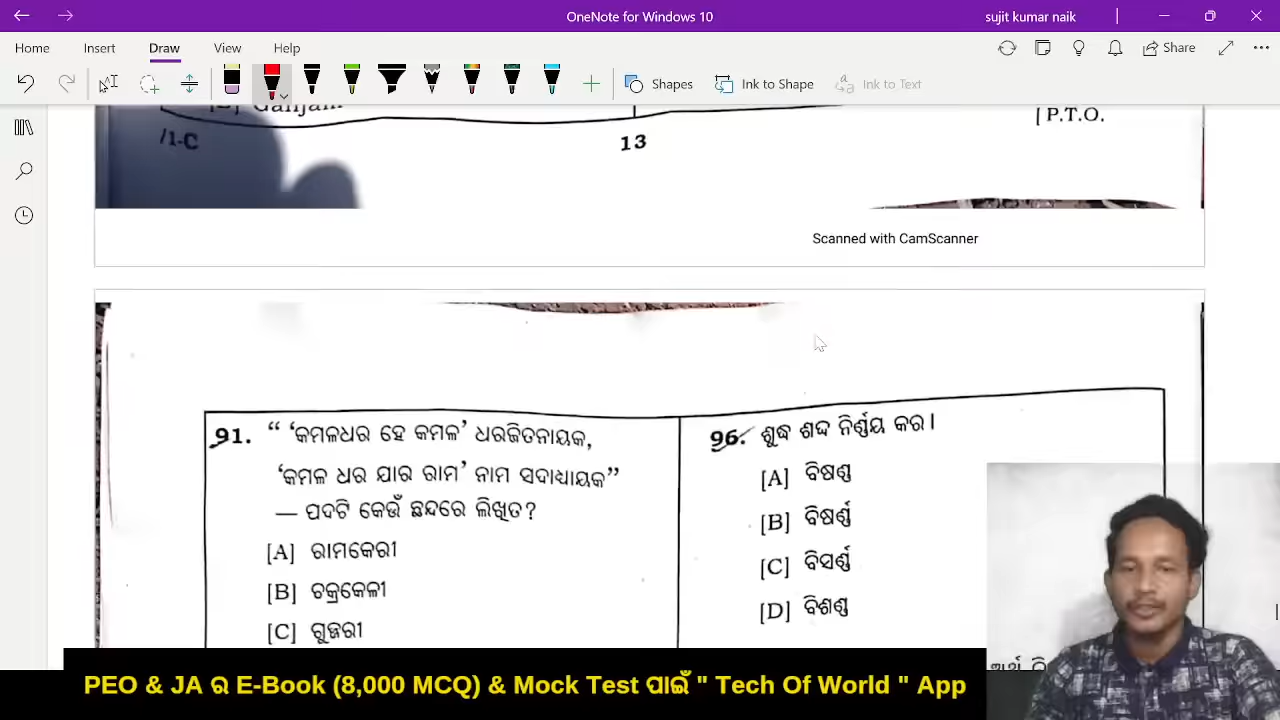 OneNote for Windows 10
sujit kumar naik
Home Insert Draw View Help
Share
Shapes
Ink to Shape
Ink to Text
Ganjam
[ P.T.O.
/1-C
13
Scanned with CamScanner
91. “ ‘କମଳଧର ହେ କମଳ’ ଧରଜିତନାୟକ,
‘କମଳ ଧର ଯାର ରାମ’ ନାମ ସଦାଧ୍ୟାୟକ”
— ପଦଟି କେଉଁ ଛନ୍ଦରେ ଲିଖିତ?
[A] ରାମକେରୀ
[B] ଚକ୍ରକେଳୀ
[C] ଗୁଜ୍ଜରୀ
96. ଶୁଦ୍ଧ ଶବ୍ଦ ନିର୍ଣ୍ଣୟ କର।
[A] ବିଷଣ୍ଣ
[B] ବିଷର୍ଣ୍ଣ
[C] ବିସର୍ଣ୍ଣ
[D] ବିଶଣ୍ଣ
PEO & JA ର E-Book (8,000 MCQ) & Mock Test ପାଇଁ " Tech Of World " App